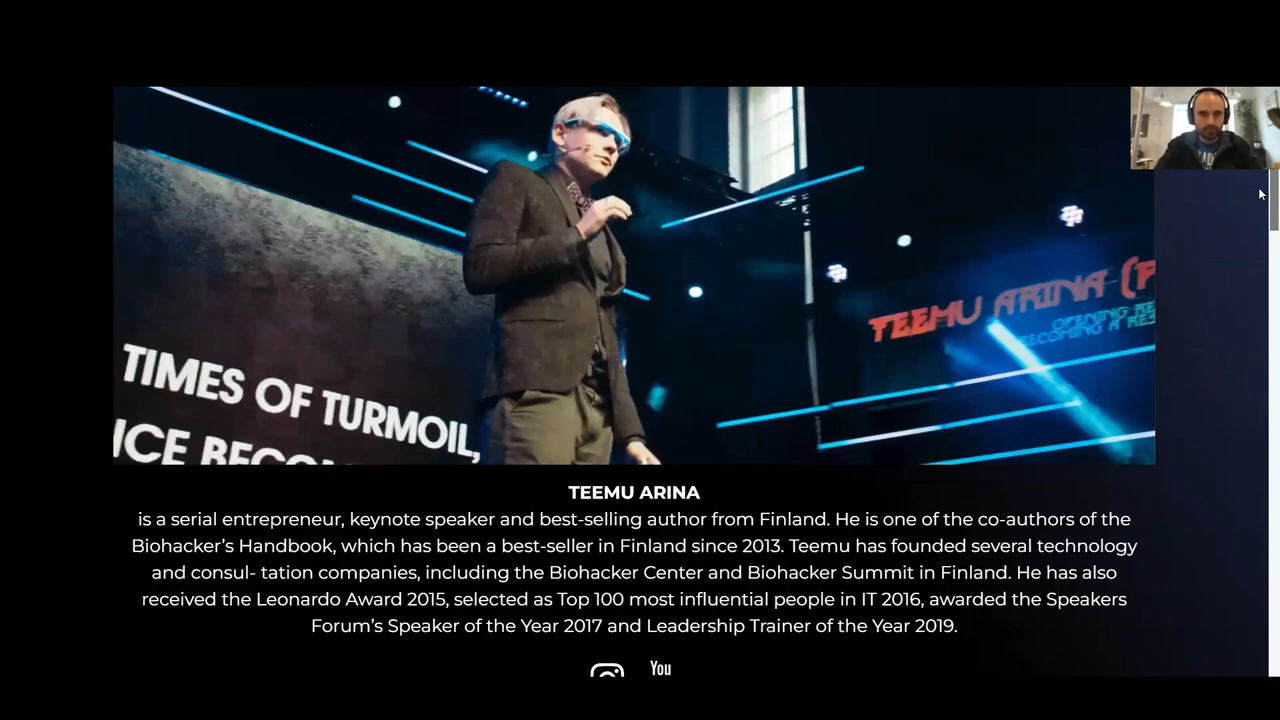 TIMES OF TURMOIL,
TEEMU ARINA
OPENING
TEEMU ARINA
is a serial entrepreneur, keynote speaker and best-selling author from Finland. He is one of the co-authors of the
Biohacker’s Handbook, which has been a best-seller in Finland since 2013. Teemu has founded several technology
and consul- tation companies, including the Biohacker Center and Biohacker Summit in Finland. He has also
received the Leonardo Award 2015, selected as Top 100 most influential people in IT 2016, awarded the Speakers
Forum’s Speaker of the Year 2017 and Leadership Trainer of the Year 2019.
You